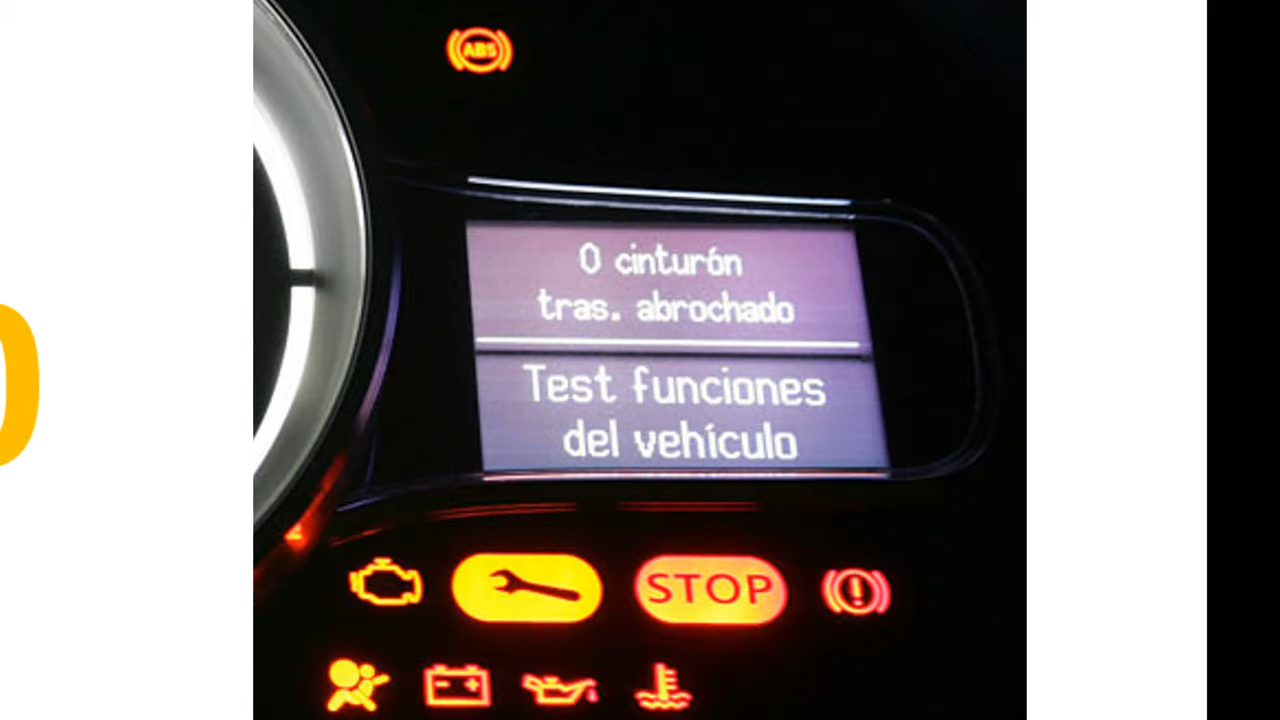 ABS
0 cinturón
tras. abrochado
Test funciones
del vehículo
STOP